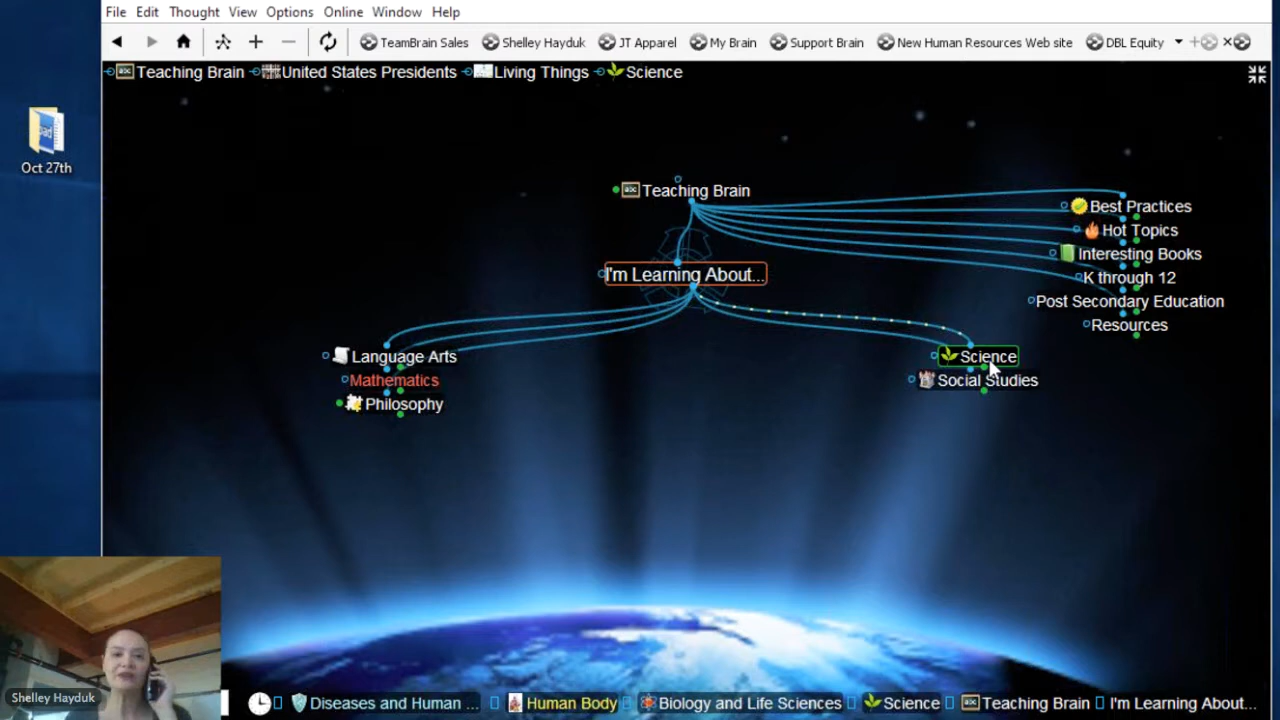 File Edit Thought View Options Online Window Help
TeamBrain Sales Shelley Hayduk JT Apparel My Brain Support Brain New Human Resources Web site DBL Equity
Teaching Brain United States Presidents Living Things Science
Oct 27th
Teaching Brain
Best Practices
Hot Topics
Interesting Books
K through 12
Post Secondary Education
Resources
I'm Learning About...
Language Arts
Mathematics
Philosophy
Science
Social Studies
Shelley Hayduk
Diseases and Human ... Human Body Biology and Life Sciences Science Teaching Brain I'm Learning About...